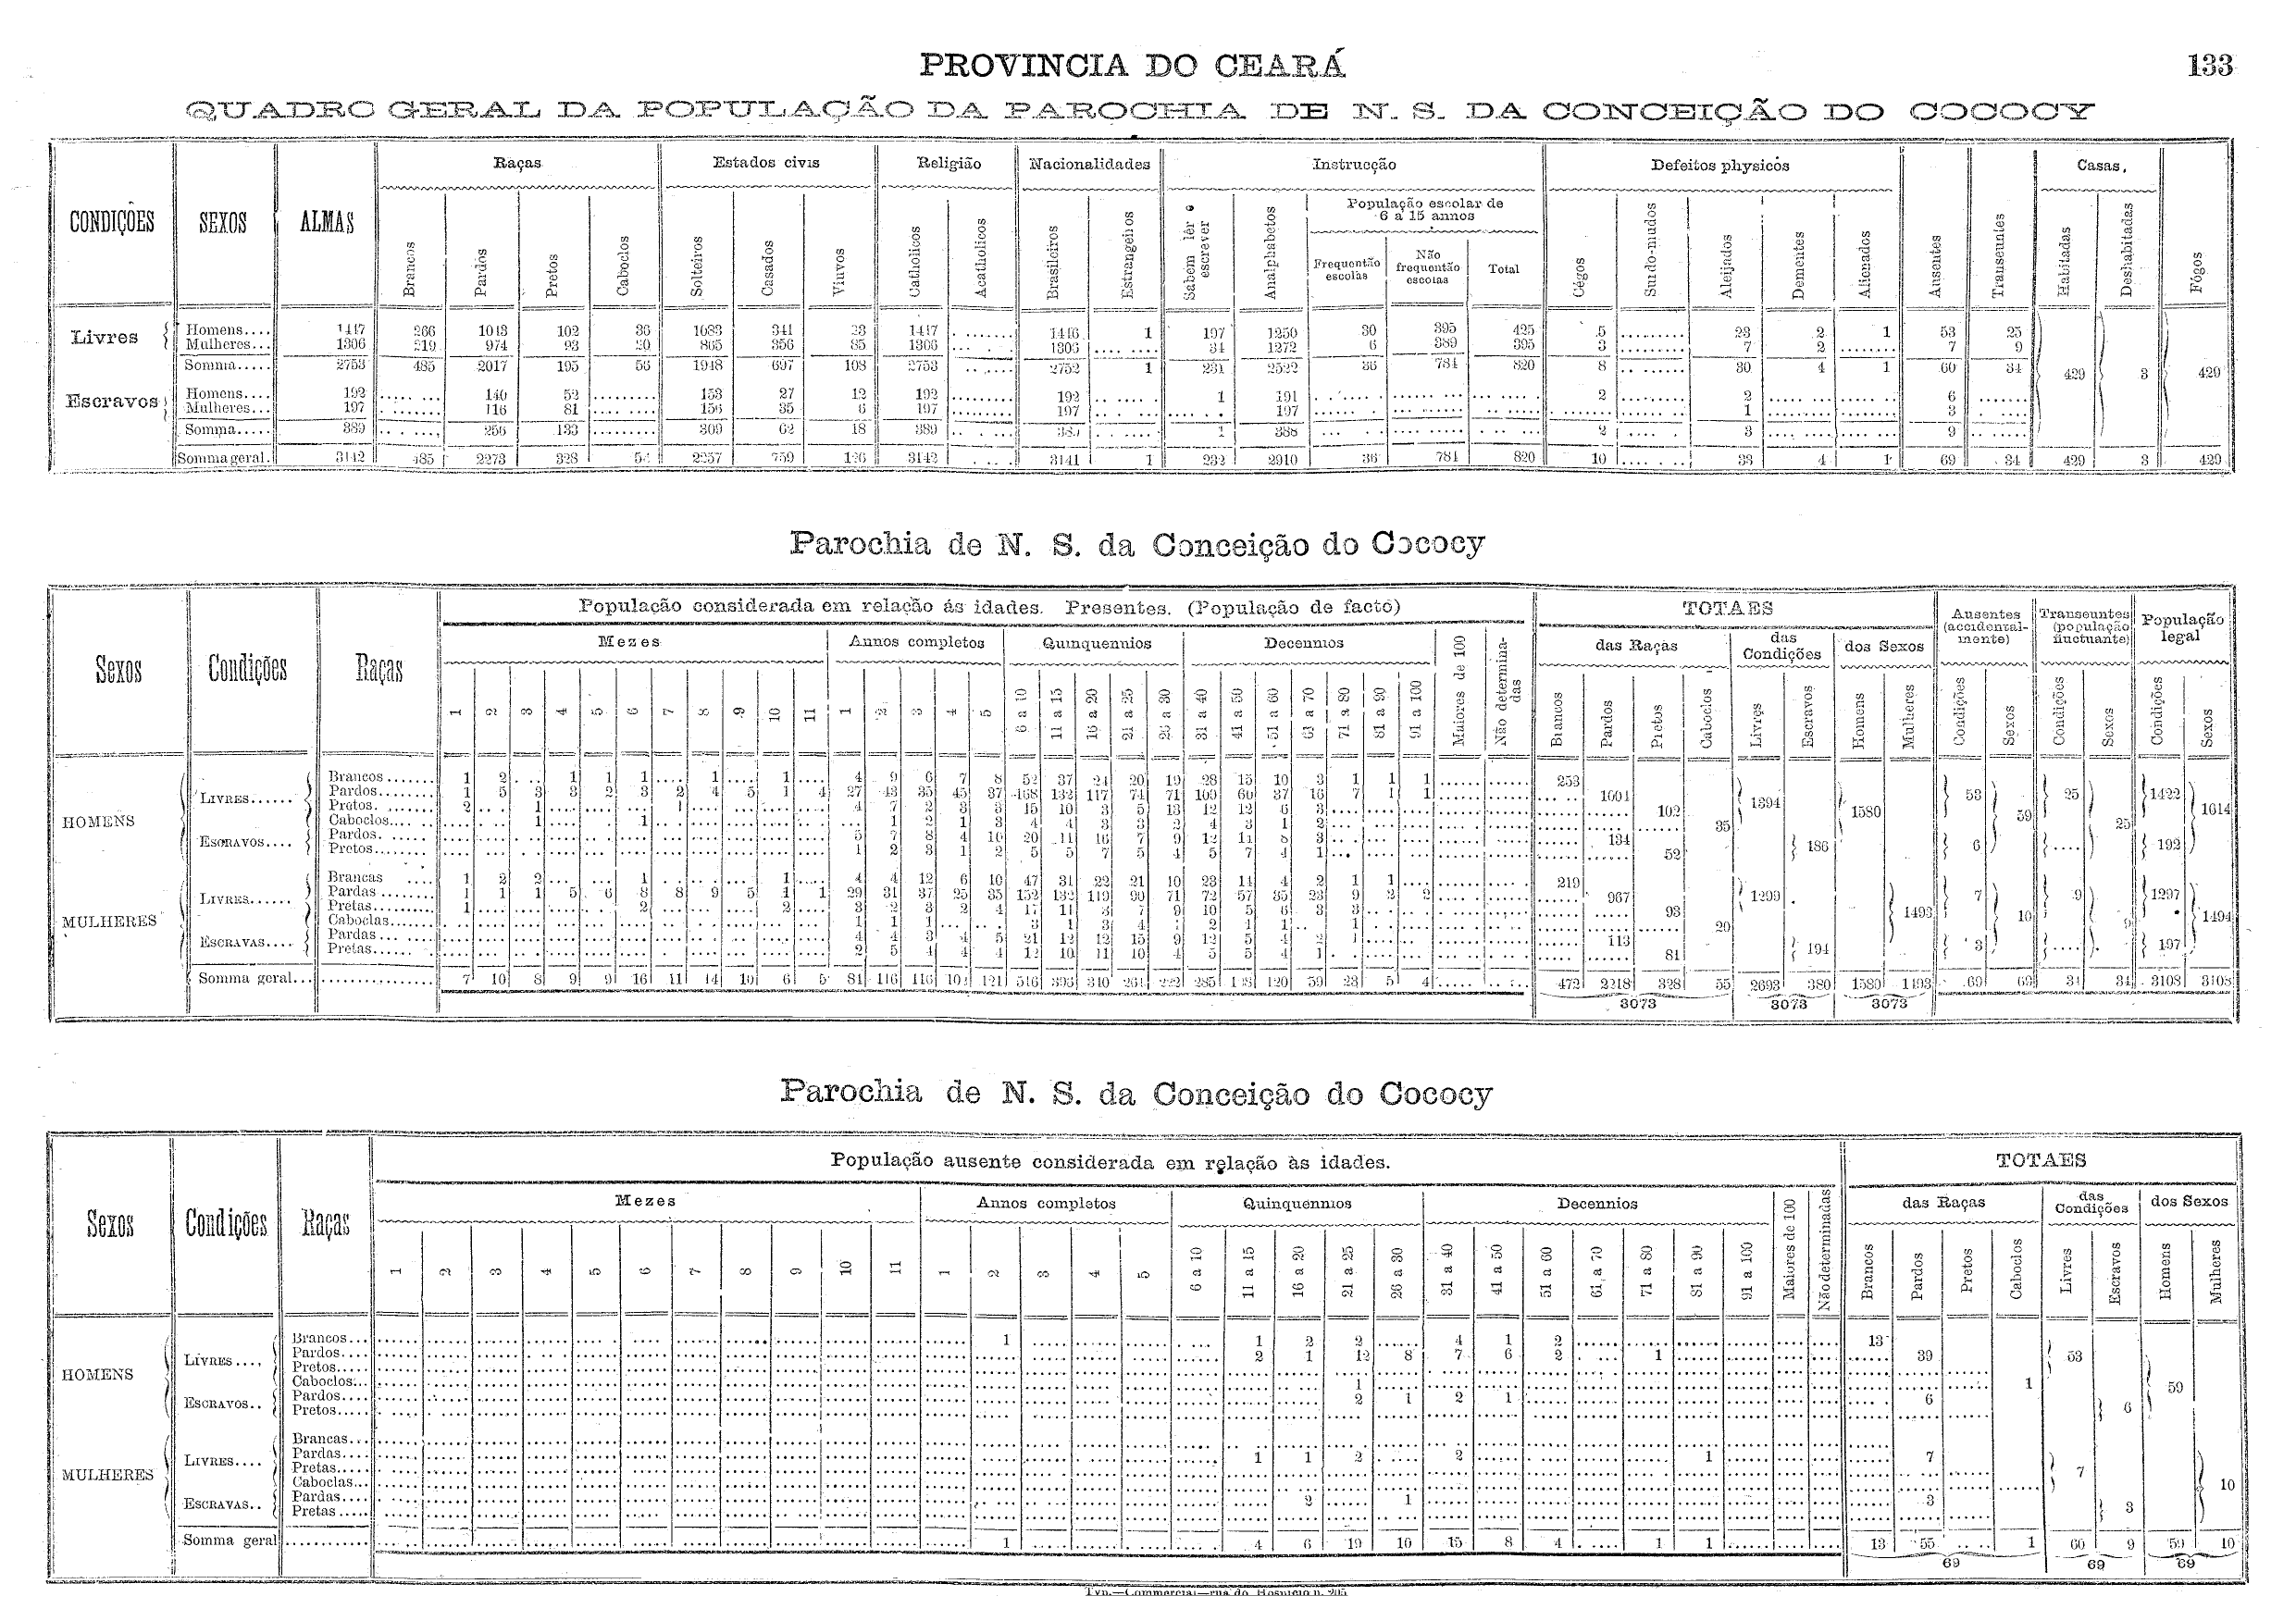 PROVINCIA DO CEARÁ
133
QUADRO GERAL DA POPULAÇÃO DA PAROCHIA DE N. S. DA CONCEIÇÃO DO COCOCY
CONDIÇÕES SEXOS ALMAS Raças Estados civis Religião Nacionalidades Instrucção Defeitos physicos Ausentes Transeuntes Casas. Fógos
População escolar de 6 a 15 annos
Brancos Pardos Pretos Caboclos Solteiros Casados Viuvos Catholicos Acatholicos Brasileiros Estrangeiros Sabem lêr e escrever Analphabetos Frequentão escolas Não frequentão escolas Total Cégos Surdo-mudos Aleijados Dementes Alienados Habitadas Deshabitadas
Livres Homens.... 1447 266 1013 102 1083 341 1447 1446 1 197 1250 30 395 425 5 23 2 1 53 25
Mulheres... 1306 219 974 93 20 865 356 85 1306 1306 34 1272 6 389 395 3 7 2 7 9
Somma..... 2753 485 2017 195 56 1948 697 108 2753 2752 1 231 2522 36 784 820 8 30 4 1 60 34 429 3 429
Escravos Homens.... 192 140 52 153 27 12 192 192 1 191 2 2 6
Mulheres... 197 116 81 156 35 6 197 197 197 1 3
Somma..... 389 256 133 309 62 18 389 1 388 2 3 9
Somma geral. 3142 485 2273 328 759 126 3142 3141 1 232 2910 36 784 820 10 33 4 1 69 34 429 3 429
Parochia de N. S. da Conceição do Cococy
Sexos Condições Raças População considerada em relação ás idades. Presentes. (População de facto) TOTAES Ausentes (accidentalmente) Transeuntes (população fluctuante) População legal
Mezes Annos completos Quinquennios Decennios Maiores de 100 Não determinadas das Raças das Condições dos Sexos
1 2 3 4 5 6 7 8 9 10 11 1 2 3 4 5 6 a 10 11 a 15 16 a 20 21 a 25 26 a 30 31 a 40 41 a 50 51 a 60 61 a 70 71 a 80 81 a 90 91 a 100 Brancos Pardos Pretos Caboclos Livres Escravos Homens Mulheres Condições Sexos Condições Sexos Condições Sexos
HOMENS LIVRES...... Brancos ....... 1 2 1 1 1 1 1 4 9 6 7 8 52 37 24 20 19 28 15 10 3 1 1 1 253
Pardos........ 1 5 3 3 2 3 2 4 5 1 4 27 43 35 45 37 168 132 117 74 71 109 60 37 16 7 1 1 1394 53 25 1422
Pretos. ....... 2 1 1 4 7 2 3 3 15 10 3 5 13 12 12 6 3 102 1580 59 25 1614
Caboclos.... 1 1 1 2 1 3 4 4 3 3 2 4 3 1 2 35
ESCRAVOS.... Pardos. ...... 5 7 8 4 10 20 11 16 7 9 12 11 8 3 134 186 6 192
Pretos........ 1 2 3 1 2 5 5 7 5 4 5 7 4 1 52
MULHERES LIVRES...... Brancas .... 1 2 2 1 1 4 4 12 6 10 47 31 22 21 10 23 14 4 2 1 1 219
Pardas ....... 1 1 1 5 6 8 8 9 5 4 1 29 31 37 25 35 152 132 119 90 71 72 57 35 23 9 2 2 967 1299 7 9 1297
Pretas........ 1 2 2 3 2 3 2 4 17 11 3 7 9 10 5 6 3 3 93 1493 10 9 1494
Caboclas...... 1 1 1 3 1 3 4 2 1 1 1 20
ESCRAVAS.... Pardas ... 4 4 3 4 5 21 12 12 15 9 12 5 4 2 1 113 194 3 197
Pretas...... 2 5 4 4 4 12 10 11 10 4 5 5 4 1 81
Somma geral... 7 10 8 9 9 16 11 14 10 6 5 81 116 116 121 516 310 285 120 59 23 5 4 472 2218 328 55 2693 380 1580 1493 69 69 34 34 3108 3108
3073 3073 3073
Parochia de N. S. da Conceição do Cococy
Sexos Condições Raças População ausente considerada em relação às idades. TOTAES
Mezes Annos completos Quinquennios Decennios Maiores de 100 Não determinadas das Raças das Condições dos Sexos
1 2 3 4 5 6 7 8 9 10 11 1 2 3 4 5 6 a 10 11 a 15 16 a 20 21 a 25 26 a 30 31 a 40 41 a 50 51 a 60 61 a 70 71 a 80 81 a 90 91 a 100 Brancos Pardos Pretos Caboclos Livres Escravos Homens Mulheres
HOMENS LIVRES.... Brancos... 1 1 2 2 4 1 2 13
Pardos.... 2 1 12 8 7 6 2 1 39 53
Pretos.....
Caboclos... 1 1 59
ESCRAVOS.. Pardos.... 2 1 2 1 6 6
Pretos.....
MULHERES LIVRES.... Brancas...
Pardas.... 1 1 2 2 1 7 7
Pretas.....
Caboclas... 10
ESCRAVAS.. Pardas.... 2 1 3 3
Pretas .....
Somma geral 1 4 6 19 10 15 8 4 1 1 13 55 1 60 9 59 10
69 69 69
Typ.—Commercial—rua do Hospicio n. 205